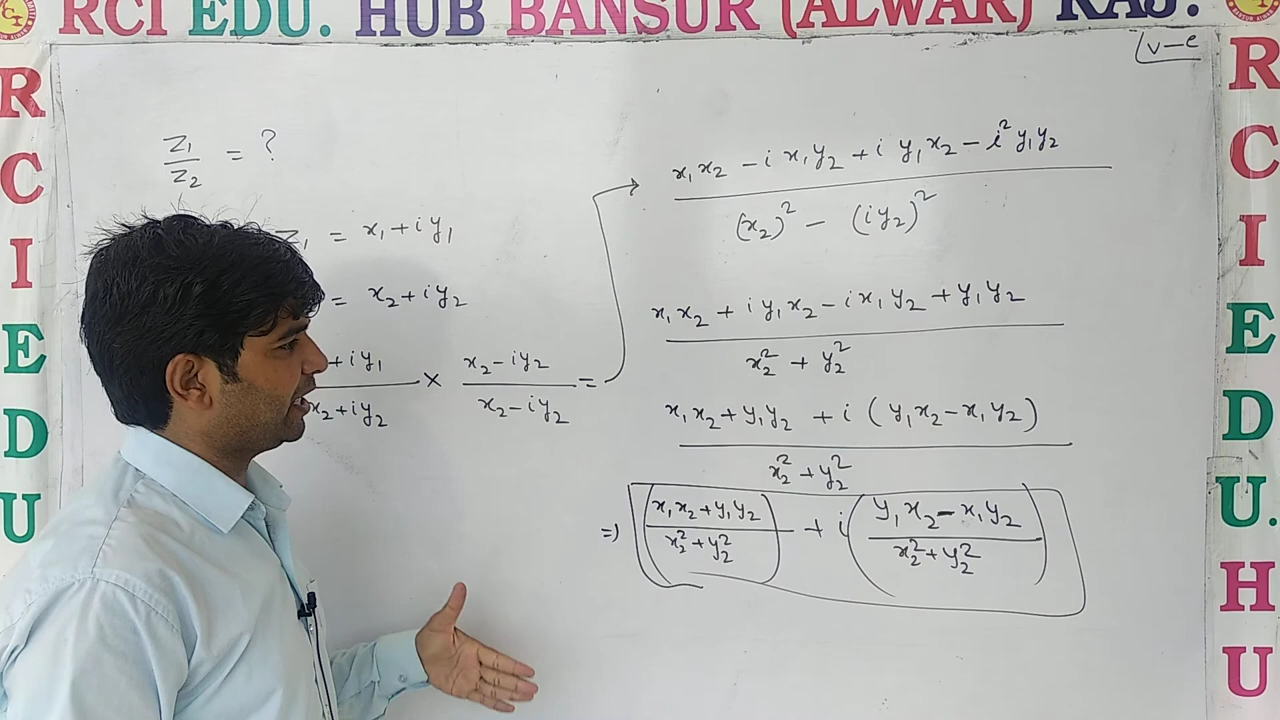 RCI EDU. HUB BANSUR (ALWAR) RAJ.
R
C
I
E
D
U
R
C
I
E
D
U.
H
U
v-e
z₁/z₂ = ?
z₁ = x₁ + iy₁
= x₂ + iy₂
+iy₁/x₂+iy₂ × x₂-iy₂/x₂-iy₂ =
x₁x₂ - i x₁y₂ + i y₁x₂ - i² y₁y₂
(x₂)² - (iy₂)²
x₁x₂ + i y₁x₂ - i x₁y₂ + y₁y₂
x₂² + y₂²
x₁x₂ + y₁y₂ + i (y₁x₂ - x₁y₂)
x₂² + y₂²
=> (x₁x₂+y₁y₂/x₂²+y₂²) + i (y₁x₂-x₁y₂/x₂²+y₂²)